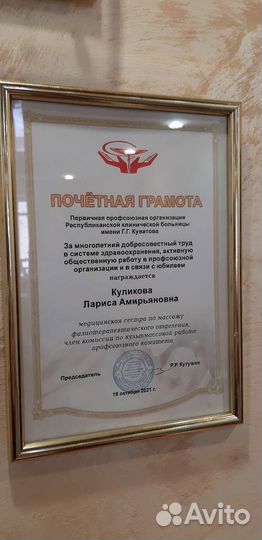 ПОЧЁТНАЯ ГРАМОТА
Первичная профсоюзная организация
Республиканской клинической больницы
имени Г.Г. Куватова
За многолетний добросовестный труд
в системе здравоохранения, активную
общественную работу в профсоюзной
организации и в связи с юбилеем
награждается
Куликова
Лариса Амирьяновна
медицинская сестра по массажу
физиотерапевтического отделения,
член комиссии по культмассовой работе
профсоюзного комитета
Председатель
Р.Р. Кутушев
18 октября 2021 г.
Avito